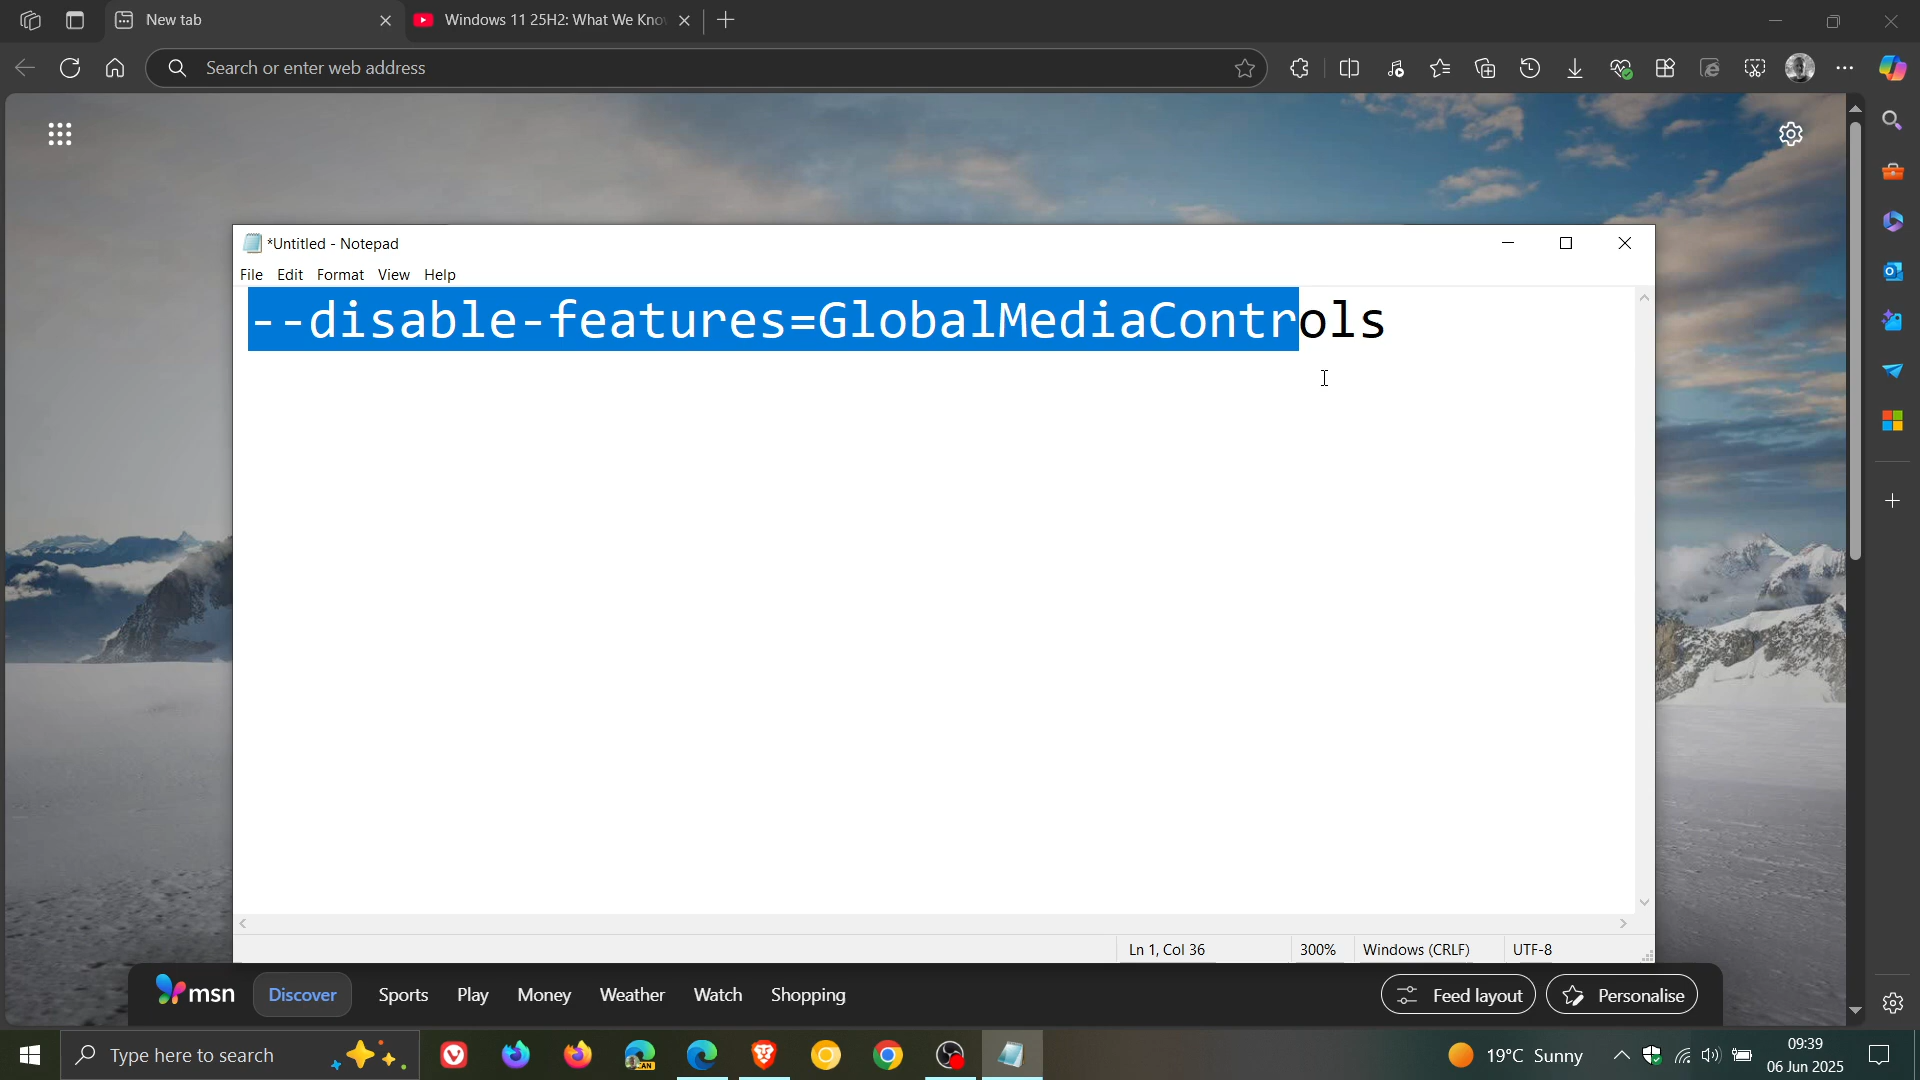 New tab
Windows 11 25H2: What We Kno
Search or enter web address
*Untitled - Notepad
File Edit Format View Help
--disable-features=GlobalMediaControls
Ln 1, Col 36
300%
Windows (CRLF)
UTF-8
msn
Discover
Sports
Play
Money
Weather
Watch
Shopping
Feed layout
Personalise
Type here to search
19°C Sunny
09:39
06 Jun 2025